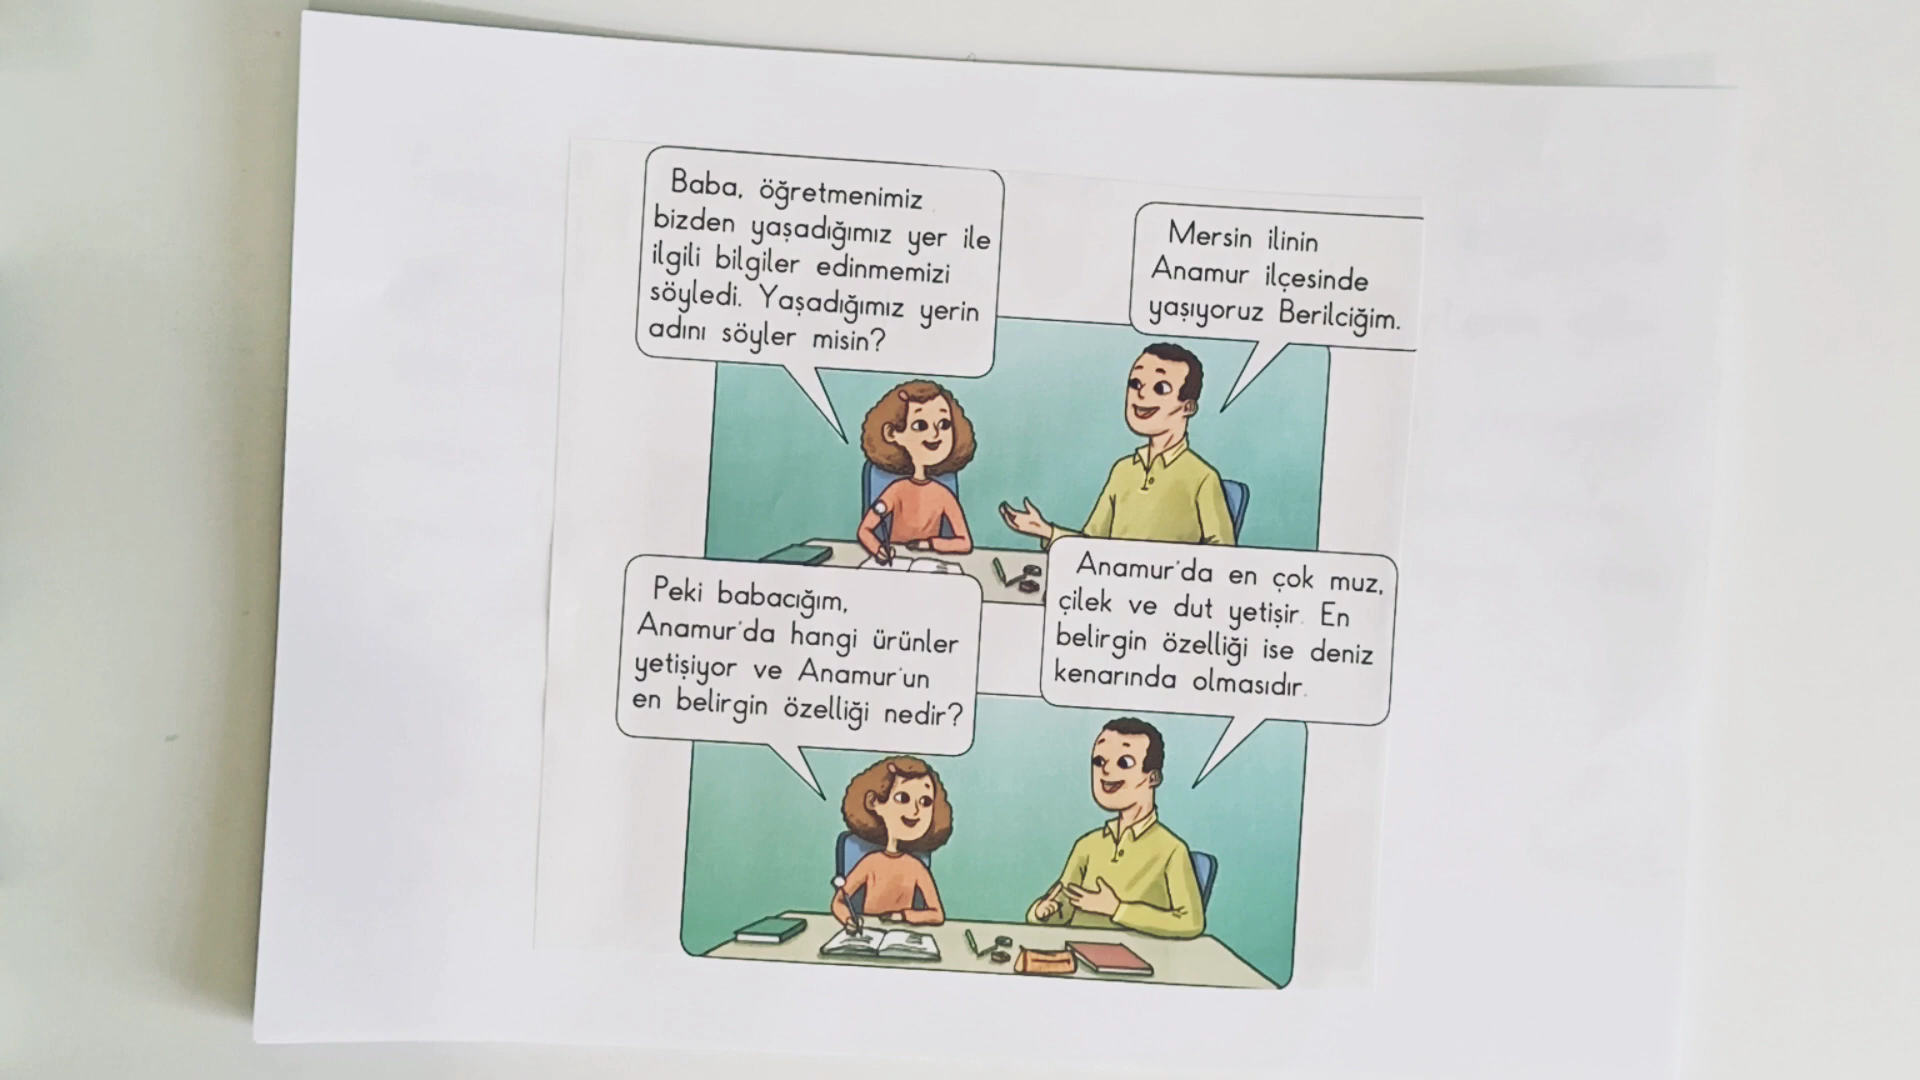 Baba, öğretmenimiz
bizden yaşadığımız yer ile
ilgili bilgiler edinmemizi
söyledi. Yaşadığımız yerin
adını söyler misin?
Mersin ilinin
Anamur ilçesinde
yaşıyoruz Berilciğim.
Peki babacığım,
Anamur'da hangi ürünler
yetişiyor ve Anamur'un
en belirgin özelliği nedir?
Anamur'da en çok muz,
çilek ve dut yetişir. En
belirgin özelliği ise deniz
kenarında olmasıdır.